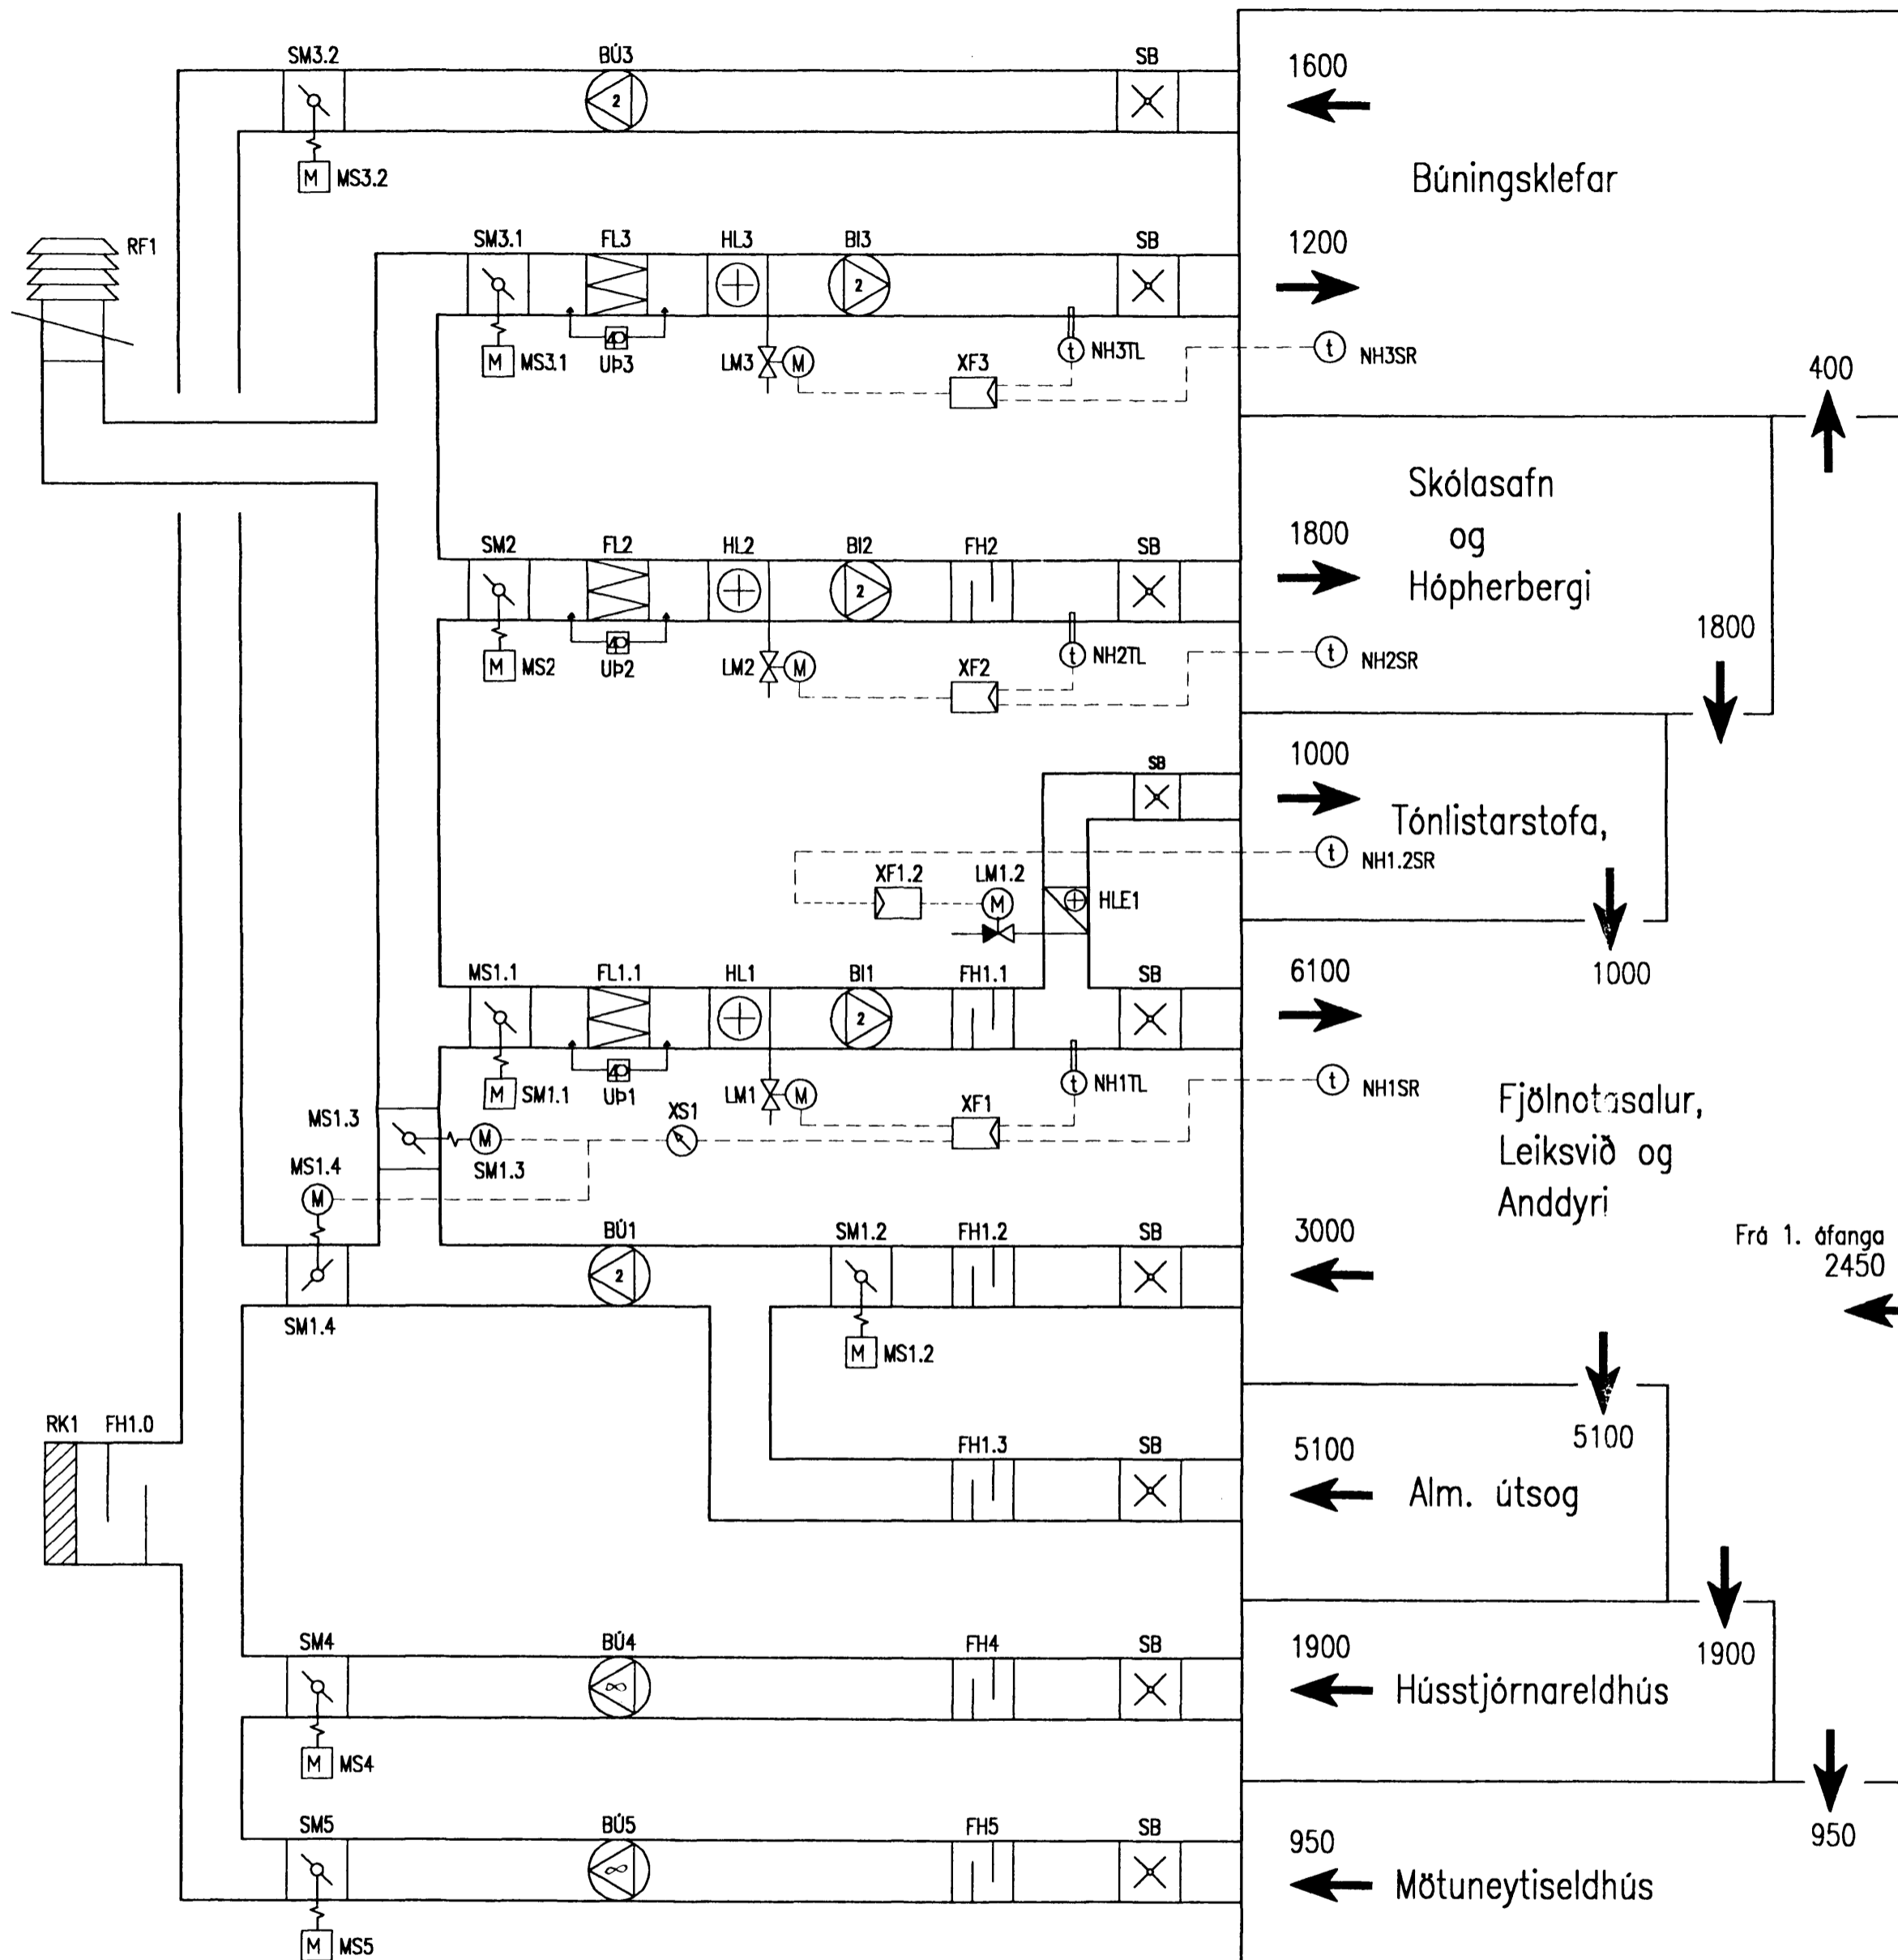 SM3.2 BÚ3 SB 1600
M MS3.2
2
Búningsklefar
RF1
SM3.1 FL3 HL3 BI3 SB 1200
2
M MS3.1 UÞ3 LM3 M XF3 t NH3TL t NH3SR
400
Skólasafn
og
Hópherbergi
SM2 FL2 HL2 BI2 FH2 SB 1800
2
M MS2 UÞ2 LM2 M XF2 t NH2TL t NH2SR
1800
SB 1000
Tónlistarstofa,
t NH1.2SR
XF1.2 LM1.2 M HLE1
1000
MS1.1 FL1.1 HL1 BI1 FH1.1 SB 6100
2
M SM1.1 UÞ1 LM1 M XF1 t NH1TL t NH1SR
MS1.3 M SM1.3 XS1
Fjölnotasalur,
Leiksvið og
Anddyri
MS1.4 M
SM1.4 BÚ1 SM1.2 FH1.2 SB 3000
2
M MS1.2
Frá 1. áfanga
2450
RK1 FH1.0
FH1.3 SB 5100
5100
Alm. útsog
SM4 BÚ4 FH4 SB 1900
∞
1900
Hússtjórnareldhús
M MS4
SM5 BÚ5 FH5 SB 950
∞
950
Mötuneytiseldhús
M MS5